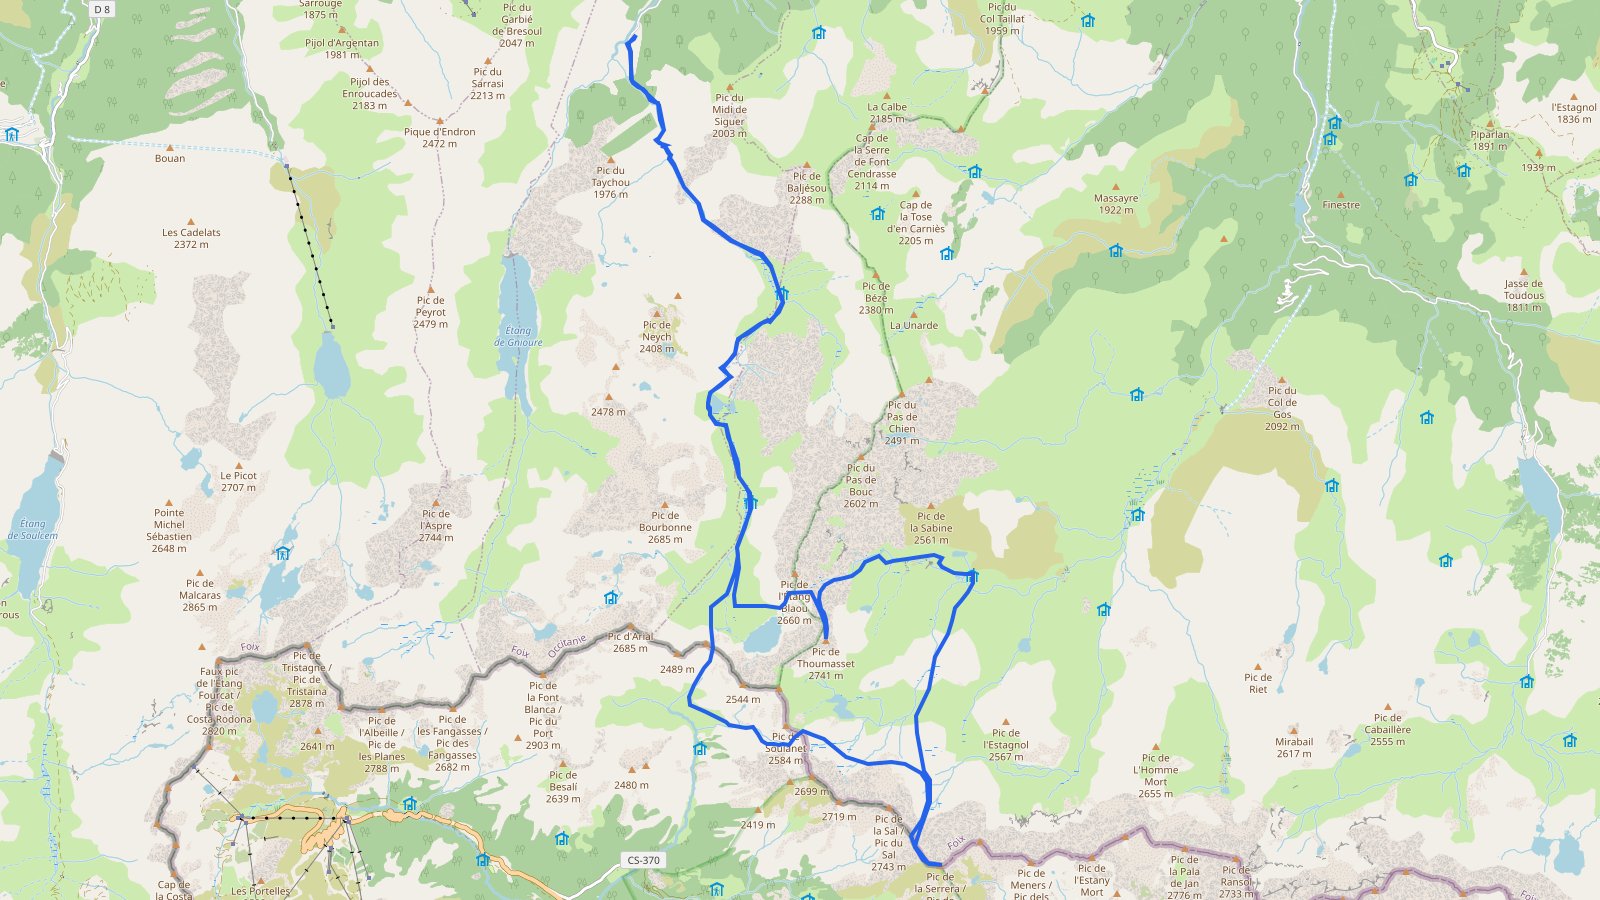 Sarrouge
1875 m
D 8
Pic du
Garbié
de Bresoul
2047 m
Pic du
Col Taillat
1959 m
Pijol d'Argentan
1981 m
Pic du
Sarrasi
2213 m
Pijol des
Enroucades
2183 m
Pic du
Midi de
Siguer
2003 m
La Calbe
2185 m
l'Estagnol
1836 m
Pique d'Endron
2472 m
Piparlan
1891 m
Bouan
Cap de
la Serre
de Font
Cendrasse
2114 m
1939 m
Pic du
Taychou
1976 m
Pic de
Baljésou
2288 m
Massayre
1922 m
Finestre
Cap de
la Tose
d'en Carniès
2205 m
Les Cadelats
2372 m
Pic de
Peyrot
2479 m
Étang
de Gnioure
Pic de
Neych
2408 m
Pic de
Bèze
2380 m
La Unarde
Jasse de
Toudous
1811 m
2478 m
Pic du
Pas de
Chien
2491 m
Pic du
Col de
Gos
2092 m
Le Picot
2707 m
Pic du
Pas de
Bouc
2602 m
Étang
de Soulcem
Pointe
Michel
Sébastien
2648 m
Pic de
l'Aspre
2744 m
Pic de
Bourbonne
2685 m
Pic de
la Sabine
2561 m
Pic de
Malcaras
2865 m
Pic de
l'Étang
Blaou
2660 m
Foix
Foix
Occitanie
Pic d'Arial
2685 m
2489 m
Pic de
Thoumasset
2741 m
Pic de
Riet
Faux pic
de l'Étang
Fourcat /
Pic de
Costa Rodona
2820 m
Pic de
Tristagne /
Pic de
Tristaina
2878 m
2641 m
Pic de
l'Albeille /
Pic de
les Planes
2788 m
Pic de
les Fangasses /
Pic des
Fangasses
2682 m
Pic de
la Font
Blanca /
Pic du
Port
2903 m
2544 m
Pic de
Soulanet
2584 m
Pic de
l'Estagnol
2567 m
Mirabail
2617 m
Pic de
Cabaillère
2555 m
Pic de
Besalí
2639 m
2480 m
2699 m
2719 m
2419 m
Pic de
L'Homme
Mort
2655 m
Pic de
la Sal /
Pic du
Sal
2743 m
Foix
CS-370
Cap de
la Costa
Les Portelles
Pic de
la Serrera /
Pic de
Meners /
Pic dels
Pic de
l'Estany
Mort
Pic de
la Pala
de Jan
2776 m
Pic de
Ransol
2733 m